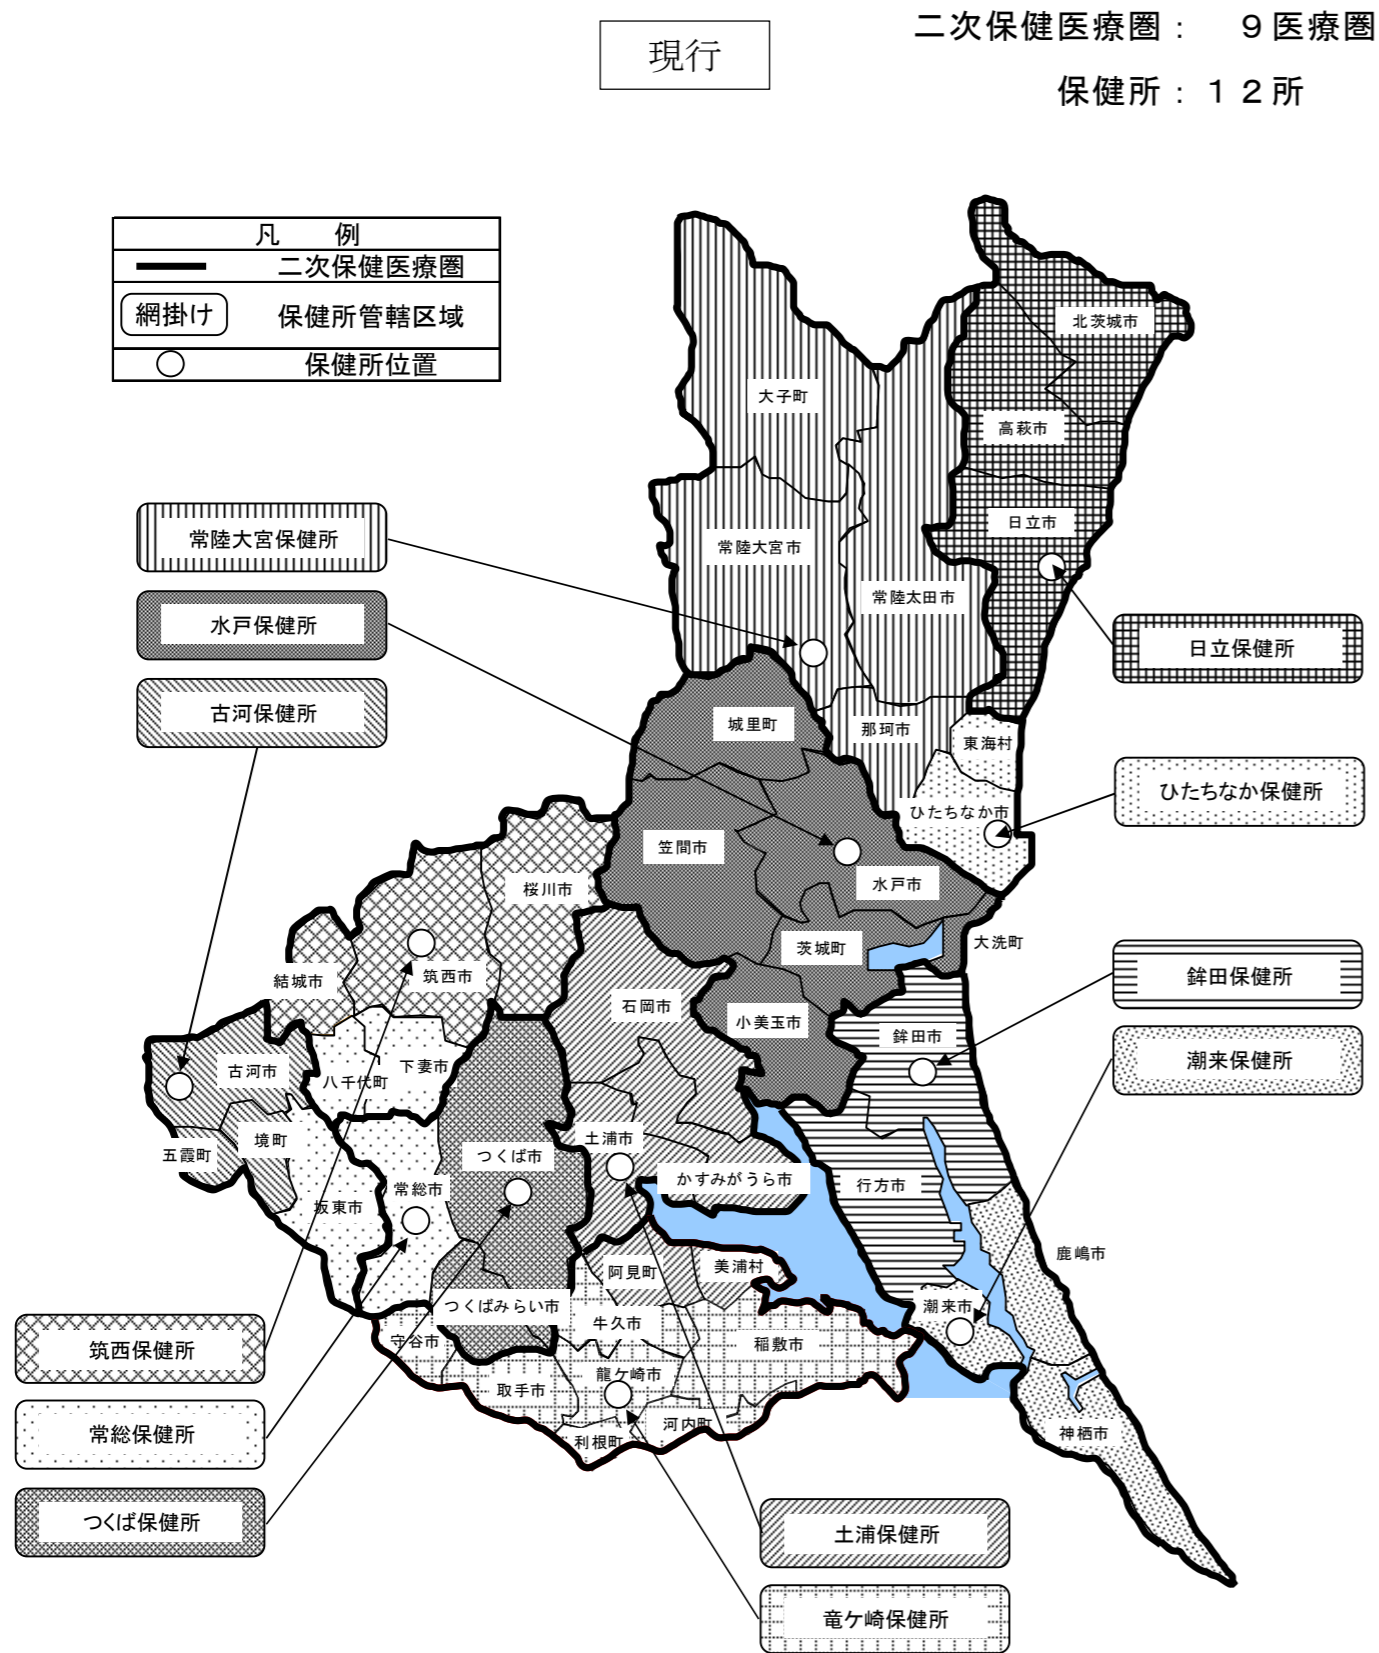 現行
二次保健医療圏： ９医療圏
保健所：１２所
凡 例
二次保健医療圏
網掛け 保健所管轄区域
保健所位置
北茨城市
大子町
高萩市
日立市
常陸大宮保健所
常陸大宮市
常陸太田市
水戸保健所
日立保健所
古河保健所
城里町
那珂市
東海村
ひたちなか保健所
ひたちなか市
笠間市
水戸市
桜川市
茨城町
大洗町
結城市
筑西市
鉾田保健所
石岡市
小美玉市
鉾田市
潮来保健所
古河市
八千代町
下妻市
境町
五霞町
土浦市
つくば市
かすみがうら市
常総市
行方市
坂東市
鹿嶋市
阿見町
美浦村
つくばみらい市
潮来市
牛久市
守谷市
稲敷市
筑西保健所
龍ケ崎市
取手市
河内町
利根町
神栖市
常総保健所
つくば保健所
土浦保健所
竜ケ崎保健所